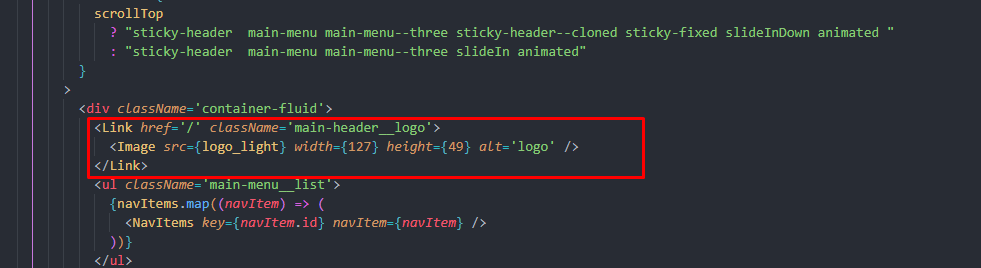 scrollTop
? "sticky-header  main-menu main-menu--three sticky-header--cloned sticky-fixed slideInDown animated "
: "sticky-header  main-menu main-menu--three slideIn animated"
}
>
<div className='container-fluid'>
<Link href='/' className='main-header__logo'>
<Image src={logo_light} width={127} height={49} alt='logo' />
</Link>
<ul className='main-menu__list'>
{navItems.map((navItem) => (
<NavItems key={navItem.id} navItem={navItem} />
))}
</ul>